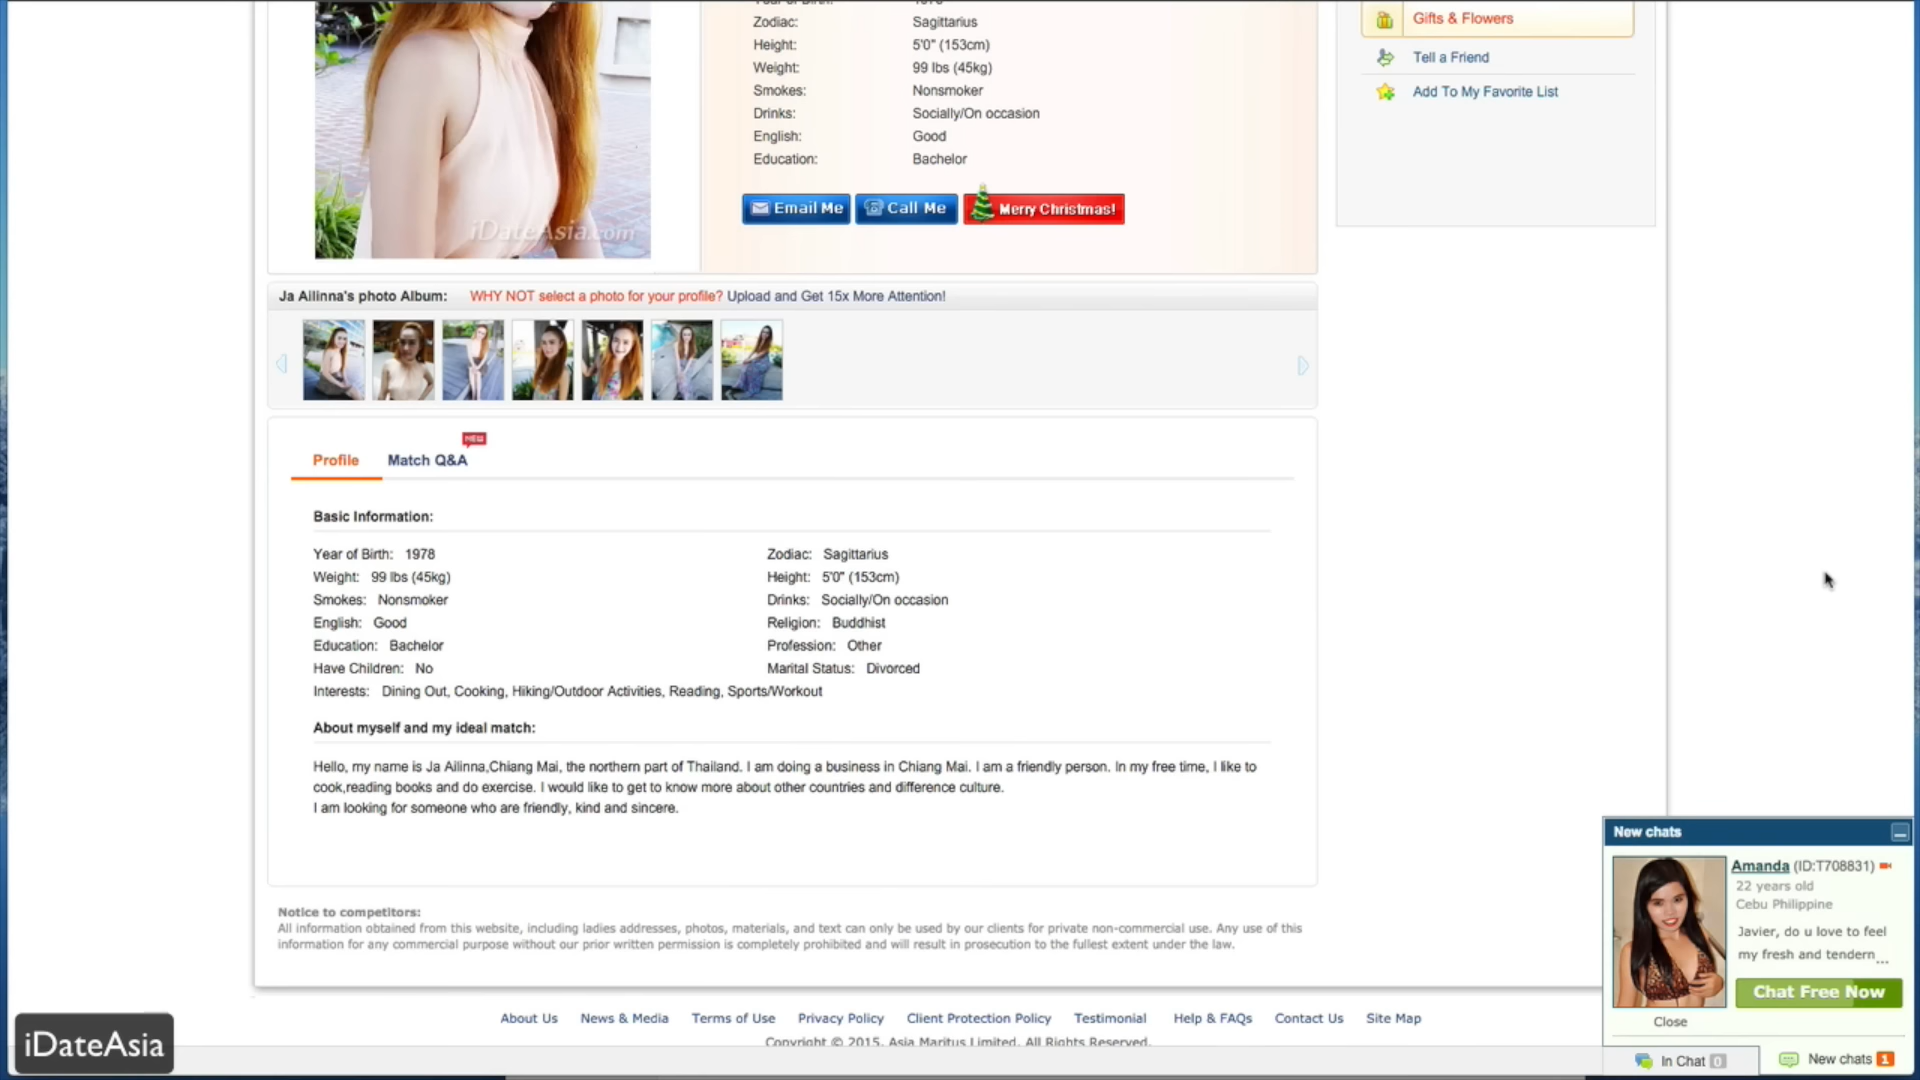 Zodiac: Sagittarius
Height: 5'0" (153cm)
Weight: 99 lbs (45kg)
Smokes: Nonsmoker
Drinks: Socially/On occasion
English: Good
Education: Bachelor
Email Me Call Me Merry Christmas!
Gifts & Flowers
Tell a Friend
Add To My Favorite List
iDateAsia.com
Ja Ailinna's photo Album: WHY NOT select a photo for your profile? Upload and Get 15x More Attention!
NEW
Profile Match Q&A
Basic Information:
Year of Birth: 1978 Zodiac: Sagittarius
Weight: 99 lbs (45kg) Height: 5'0" (153cm)
Smokes: Nonsmoker Drinks: Socially/On occasion
English: Good Religion: Buddhist
Education: Bachelor Profession: Other
Have Children: No Marital Status: Divorced
Interests: Dining Out, Cooking, Hiking/Outdoor Activities, Reading, Sports/Workout
About myself and my ideal match:
Hello, my name is Ja Ailinna,Chiang Mai, the northern part of Thailand. I am doing a business in Chiang Mai. I am a friendly person. In my free time, I like to
cook,reading books and do exercise. I would like to get to know more about other countries and difference culture.
I am looking for someone who are friendly, kind and sincere.
Notice to competitors:
All information obtained from this website, including ladies addresses, photos, materials, and text can only be used by our clients for private non-commercial use. Any use of this
information for any commercial purpose without our prior written permission is completely prohibited and will result in prosecution to the fullest extent under the law.
About Us News & Media Terms of Use Privacy Policy Client Protection Policy Testimonial Help & FAQs Contact Us Site Map
Copyright © 2015, Asia Maritus Limited. All Rights Reserved.
New chats
Amanda (ID:T708831)
22 years old
Cebu Philippine
Javier, do u love to feel
my fresh and tendern...
Chat Free Now
Close
In Chat 0 New chats 1
iDateAsia